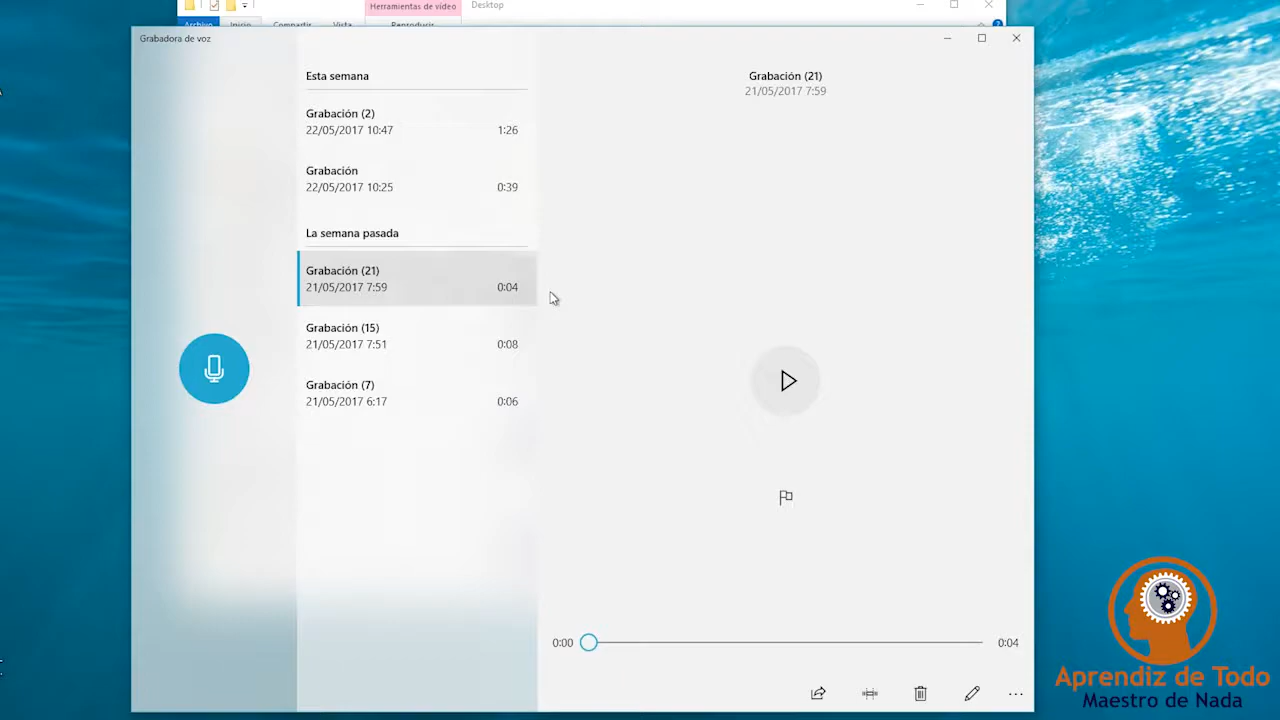 Herramientas de vídeo
Desktop
Archivo Inicio Compartir Vista Reproducir
Grabadora de voz
Esta semana
Grabación (2)
22/05/2017 10:47 1:26
Grabación
22/05/2017 10:25 0:39
La semana pasada
Grabación (21)
21/05/2017 7:59 0:04
Grabación (15)
21/05/2017 7:51 0:08
Grabación (7)
21/05/2017 6:17 0:06
Grabación (21)
21/05/2017 7:59
0:00 0:04
Aprendiz de Todo
Maestro de Nada